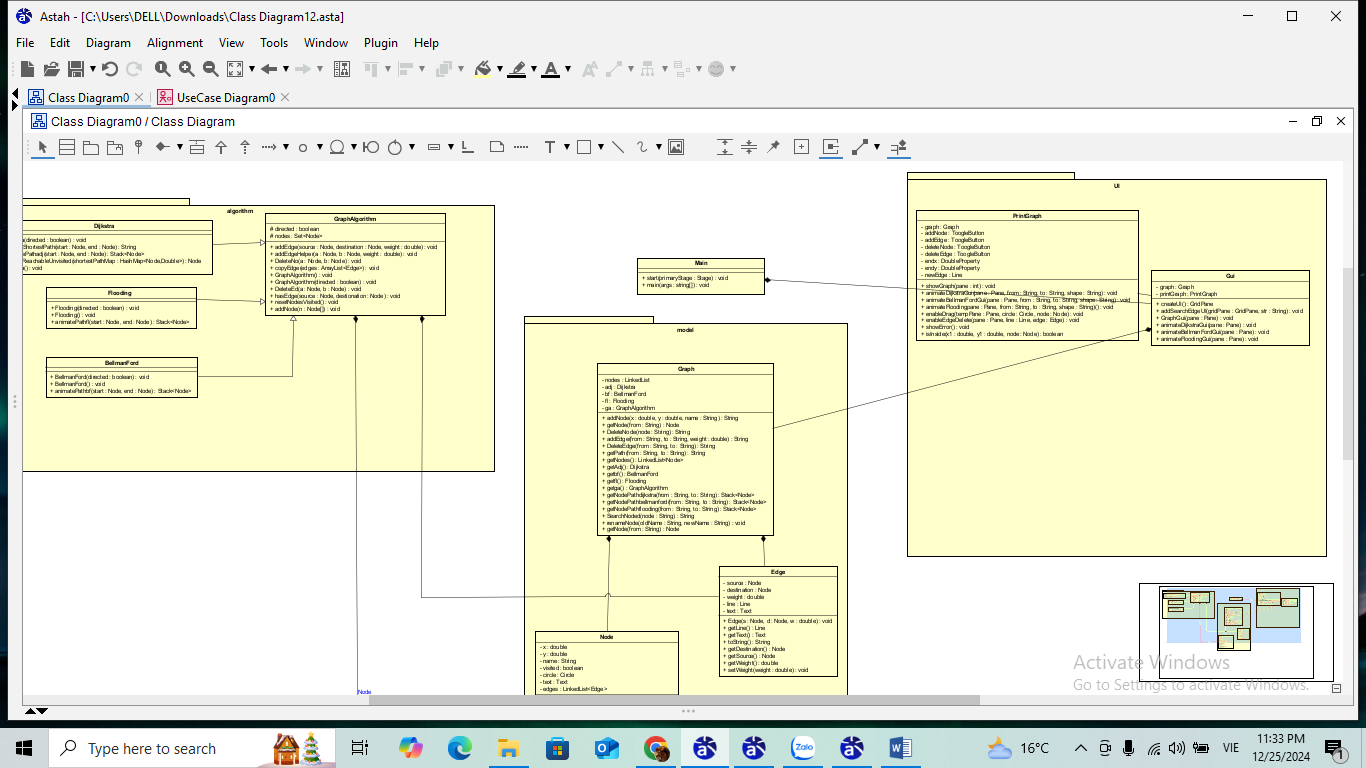 Astah - [C:\Users\DELL\Downloads\Class Diagram12.asta]
File Edit Diagram Alignment View Tools Window Plugin Help
Class Diagram0 UseCase Diagram0
Class Diagram0 / Class Diagram
algorithm
Dijkstra
(directed : boolean) : void
ShortestPath(start : Node, end : Node): String
ePathad(start : Node, end : Node): Stack<Node>
ReachableUnvisited(shortestPathMap : HashMap<Node,Double>): Node
() : void
GraphAlgorithm
# directed : boolean
# nodes : Set<Node>
+ addEdge(source : Node, destination : Node, weight : double) : void
+ addEdgeHelper(a : Node, b : Node, weight : double) : void
+ DeleteNo(a : Node, b : Node) : void
+ copyEdge(edges : ArrayList<Edge>) : void
+ GraphAlgorithm() : void
+ GraphAlgorithm(directed : boolean) : void
+ DeleteEd(a : Node, b : Node) : void
+ hasEdge(source : Node, destionation : Node) : void
+ resetNodesVisited() : void
+ addNode(n : Node[]) : void
Flooding
+ Flooding(directed : boolean) : void
+ Flooding() : void
+ animatePathfl(start : Node, end : Node) : Stack<Node>
BellmanFord
+ BellmanFord(directed : boolean) : void
+ BellmanFord() : void
+ animatePathbf(start : Node, end : Node) : Stack<Node>
Main
+ start(primaryStage : Stage) : void
+ main(args : string[]) : void
model
Graph
- nodes : LinkedList
- adj : Dijkstra
- bf : BellmanFord
- fl : Flooding
- ga : GraphAlgorithm
+ addNode(x : double, y : double, name : String) : String
+ getNode(from : String) : Node
+ DeleteNode(node : String) : String
+ addEdge(from : String, to : String, weight : double) : String
+ DeleteEdge(from : String, to : String) : String
+ getPath(from : String, to : String) : String
+ getNodes() : LinkedList<Node>
+ getAdj() : Dijkstra
+ getbf() : BellmanFord
+ getfl() : Flooding
+ getga() : GraphAlgorithm
+ getNodePathdijkstra(from : String, to : String) : Stack<Node>
+ getNodePathbellmanford(from : String, to : String) : Stack<Node>
+ getNodePathflooding(from : String, to : String) : Stack<Node>
+ SearchNoded(node : String) : String
+ renameNode(oldName : String, newName : String) : void
+ getNode(from : String) : Node
Edge
- source : Node
- destination : Node
- weight : double
- line : Line
- text : Text
+ Edge(s : Node, d : Node, w : double) : void
+ getLine() : Line
+ getText() : Text
+ toString() : String
+ getDestination() : Node
+ getSource() : Node
+ getWeight() : double
+ setWeight(weight : double) : void
Node
- x : double
- y : double
- name : String
- visited : boolean
- circle : Circle
- text : Text
- edges : LinkedList<Edge>
Node
UI
PrintGraph
- geaph : Graph
- addNode : ToogleButton
- addEdge : ToogleButton
- deleteNode : ToogleButton
- deleteEdge : ToogleButton
- endx : DoubleProperty
- endy : DoubleProperty
- newEdge : Line
+ showGraph(pane : int) : void
+ animateDijkstraGui(pane : Pane, from : String, to : String, shape : String) : void
+ animateBellmanFordGui(pane : Pane, from : String, to : String, shape : String) : void
+ animateFlooding(pane : Pane, from : String, to : String, shape : String)() : void
+ enableDrag(tempPane : Pane, circle : Circle, node : Node) : void
+ enableEdgeDelete(pane : Pane, line : Line, edge : Edge) : void
+ showError() : void
+ isInside(x1 : double, y1 : double, node : Node) : boolean
Gui
- graph : Graph
- printGraph : PrintGraph
+ createUI() : GridPane
+ addSearchEdgeUI(gridPane : GridPane, str : String) : void
+ GraphGui(pane : Pane) : void
+ animateDijkstraGui(pane : Pane) : void
+ animateBellmanFordGui(pane : Pane) : void
+ animateFloodingGui(pane : Pane) : void
Activate Windows
Go to Settings to activate Windows.
Type here to search
Zalo
16°C
VIE
11:33 PM
12/25/2024
1